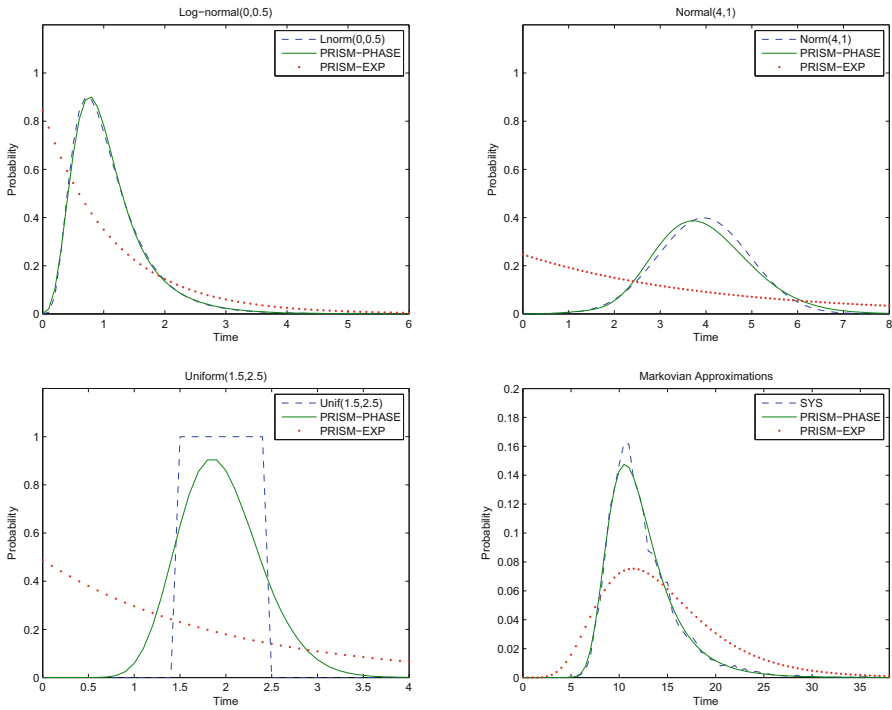 Log−normal(0,0.5)
Lnorm(0,0.5)
PRISM−PHASE
PRISM−EXP
Probability
1
0.8
0.6
0.4
0.2
0
0 1 2 3 4 5 6
Time
Normal(4,1)
Norm(4,1)
PRISM−PHASE
PRISM−EXP
Probability
1
0.8
0.6
0.4
0.2
0
0 1 2 3 4 5 6 7 8
Time
Uniform(1.5,2.5)
Unif(1.5,2.5)
PRISM−PHASE
PRISM−EXP
Probability
1
0.8
0.6
0.4
0.2
0
0 0.5 1 1.5 2 2.5 3 3.5 4
Time
Markovian Approximations
SYS
PRISM−PHASE
PRISM−EXP
Probability
0.2
0.18
0.16
0.14
0.12
0.1
0.08
0.06
0.04
0.02
0
0 5 10 15 20 25 30 35
Time